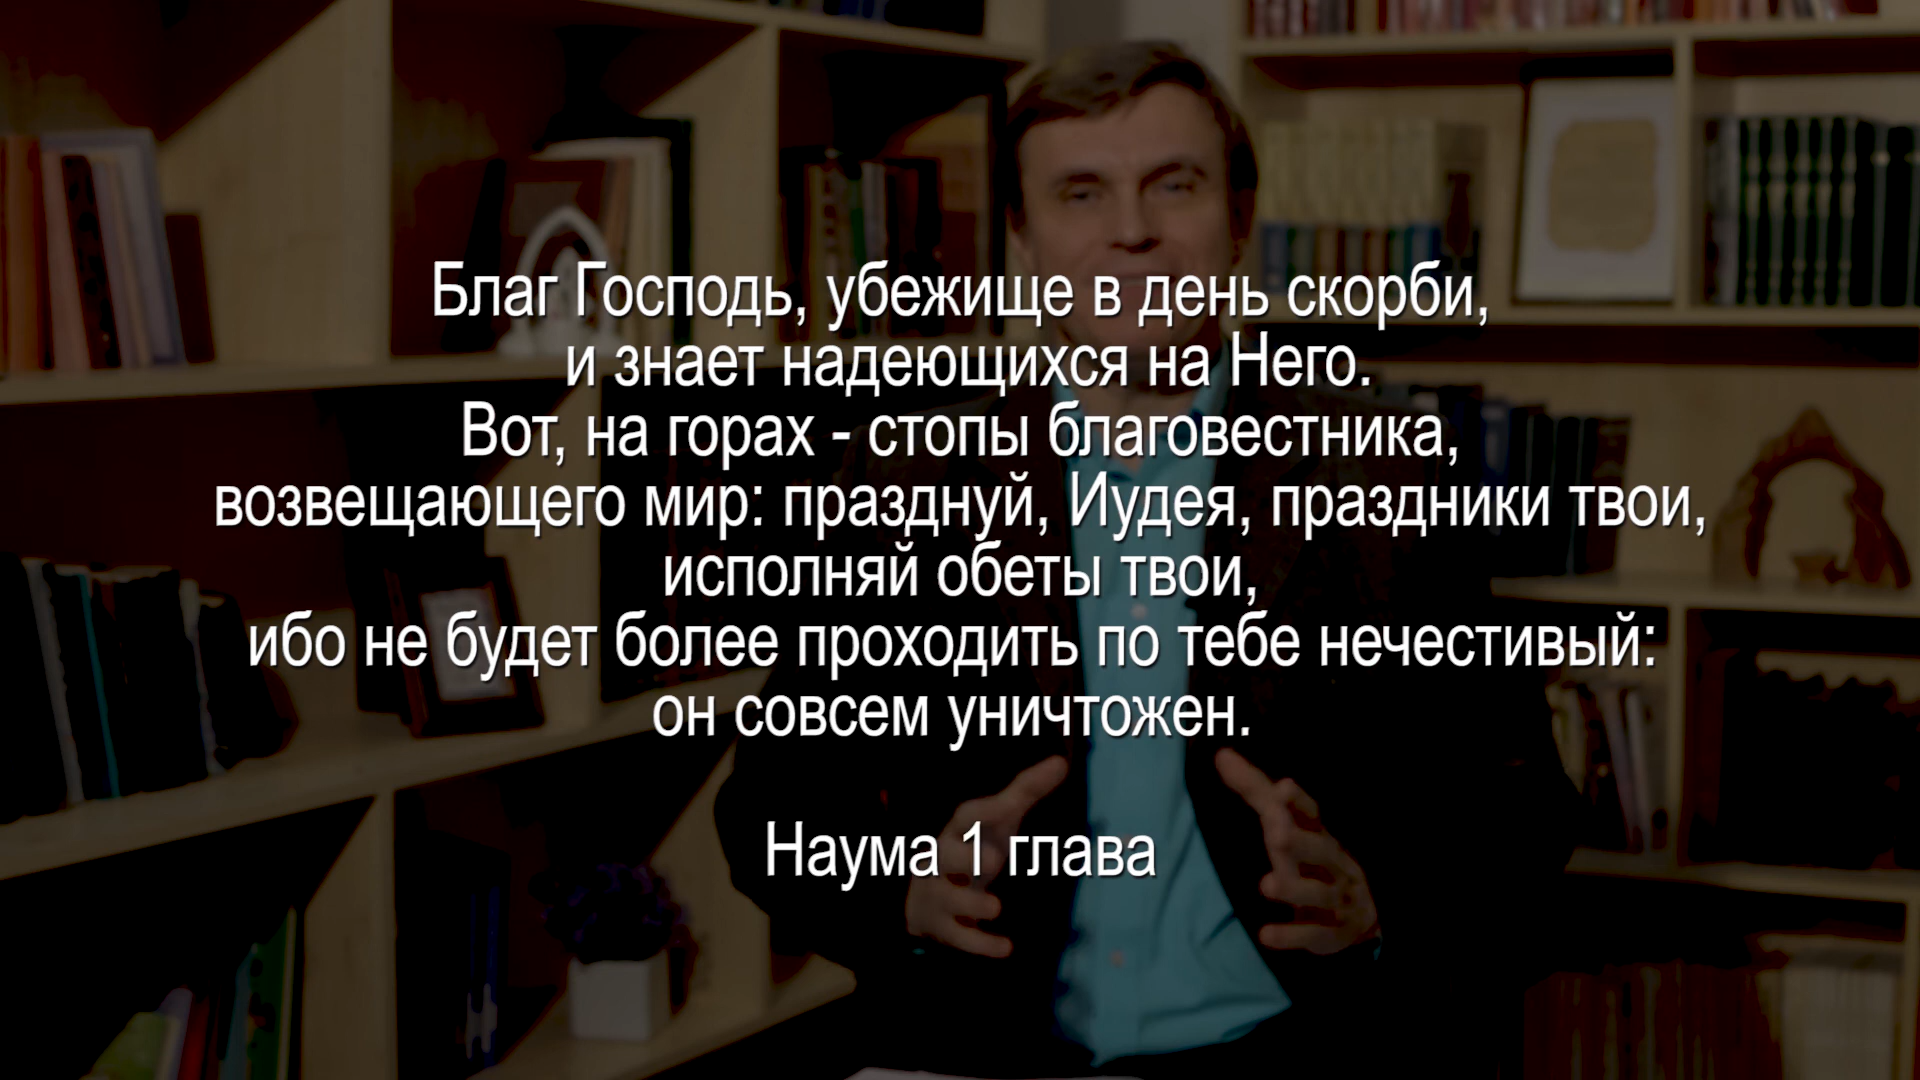 Благ Господь, убежище в день скорби,
и знает надеющихся на Него.
Вот, на горах - стопы благовестника,
возвещающего мир: празднуй, Иудея, праздники твои,
исполняй обеты твои,
ибо не будет более проходить по тебе нечестивый:
он совсем уничтожен.
Наума 1 глава